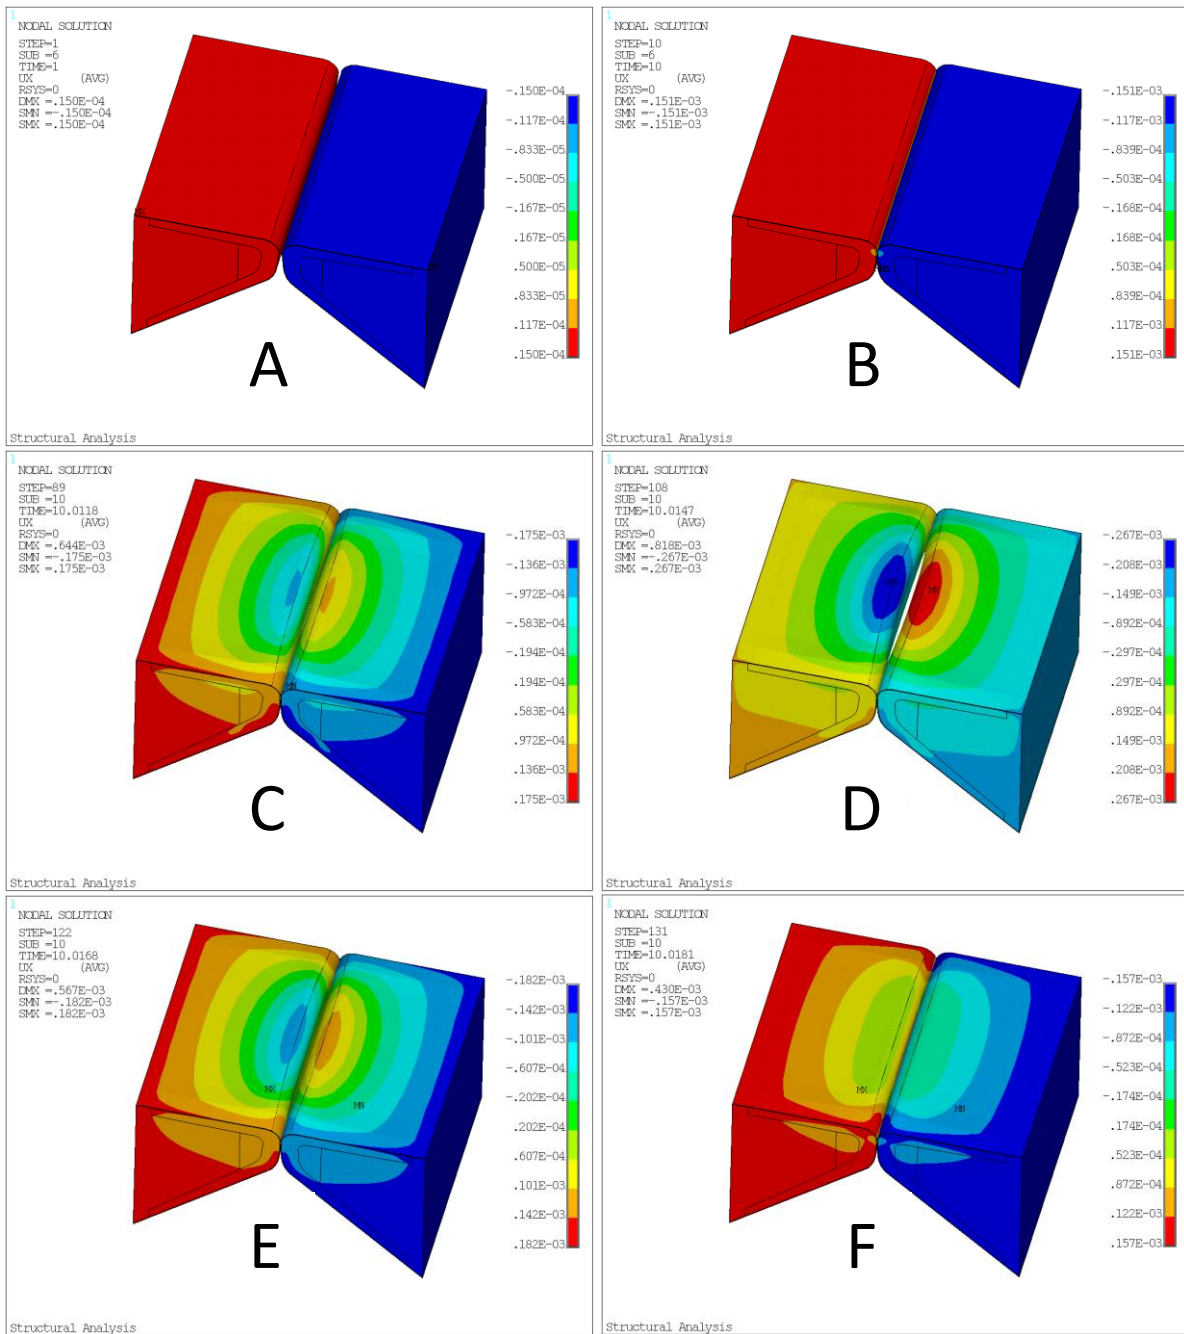 1
NODAL SOLUTION
STEP=1
SUB =6
TIME=1
UX (AVG)
RSYS=0
DMX =.150E-04
SMN =-.150E-04
SMX =.150E-04
-.150E-04
-.117E-04
-.833E-05
-.500E-05
-.167E-05
.167E-05
.500E-05
.833E-05
.117E-04
.150E-04
A
Structural Analysis
1
NODAL SOLUTION
STEP=10
SUB =6
TIME=10
UX (AVG)
RSYS=0
DMX =.151E-03
SMN =-.151E-03
SMX =.151E-03
-.151E-03
-.117E-03
-.839E-04
-.503E-04
-.168E-04
.168E-04
.503E-04
.839E-04
.117E-03
.151E-03
B
Structural Analysis
1
NODAL SOLUTION
STEP=89
SUB =10
TIME=10.0118
UX (AVG)
RSYS=0
DMX =.644E-03
SMN =-.175E-03
SMX =.175E-03
-.175E-03
-.136E-03
-.972E-04
-.583E-04
-.194E-04
.194E-04
.583E-04
.972E-04
.136E-03
.175E-03
MN
C
Structural Analysis
1
NODAL SOLUTION
STEP=108
SUB =10
TIME=10.0147
UX (AVG)
RSYS=0
DMX =.818E-03
SMN =-.267E-03
SMX =.267E-03
-.267E-03
-.208E-03
-.149E-03
-.892E-04
-.297E-04
.297E-04
.892E-04
.149E-03
.208E-03
.267E-03
MN
MX
D
Structural Analysis
1
NODAL SOLUTION
STEP=122
SUB =10
TIME=10.0168
UX (AVG)
RSYS=0
DMX =.567E-03
SMN =-.182E-03
SMX =.182E-03
-.182E-03
-.142E-03
-.101E-03
-.607E-04
-.202E-04
.202E-04
.607E-04
.101E-03
.142E-03
.182E-03
MX
MN
E
Structural Analysis
1
NODAL SOLUTION
STEP=131
SUB =10
TIME=10.0181
UX (AVG)
RSYS=0
DMX =.430E-03
SMN =-.157E-03
SMX =.157E-03
-.157E-03
-.122E-03
-.872E-04
-.523E-04
-.174E-04
.174E-04
.523E-04
.872E-04
.122E-03
.157E-03
MX
MN
F
Structural Analysis